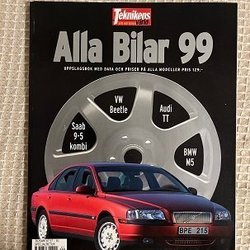 Teknikens
Alla Bilar 99
UPPSLAGSBOK MED DATA OCH PRISER PÅ ALLA MODELLER PRIS 129:-
VW
Beetle
Audi
TT
Saab
9-5
kombi
BMW
M5
BPE 215